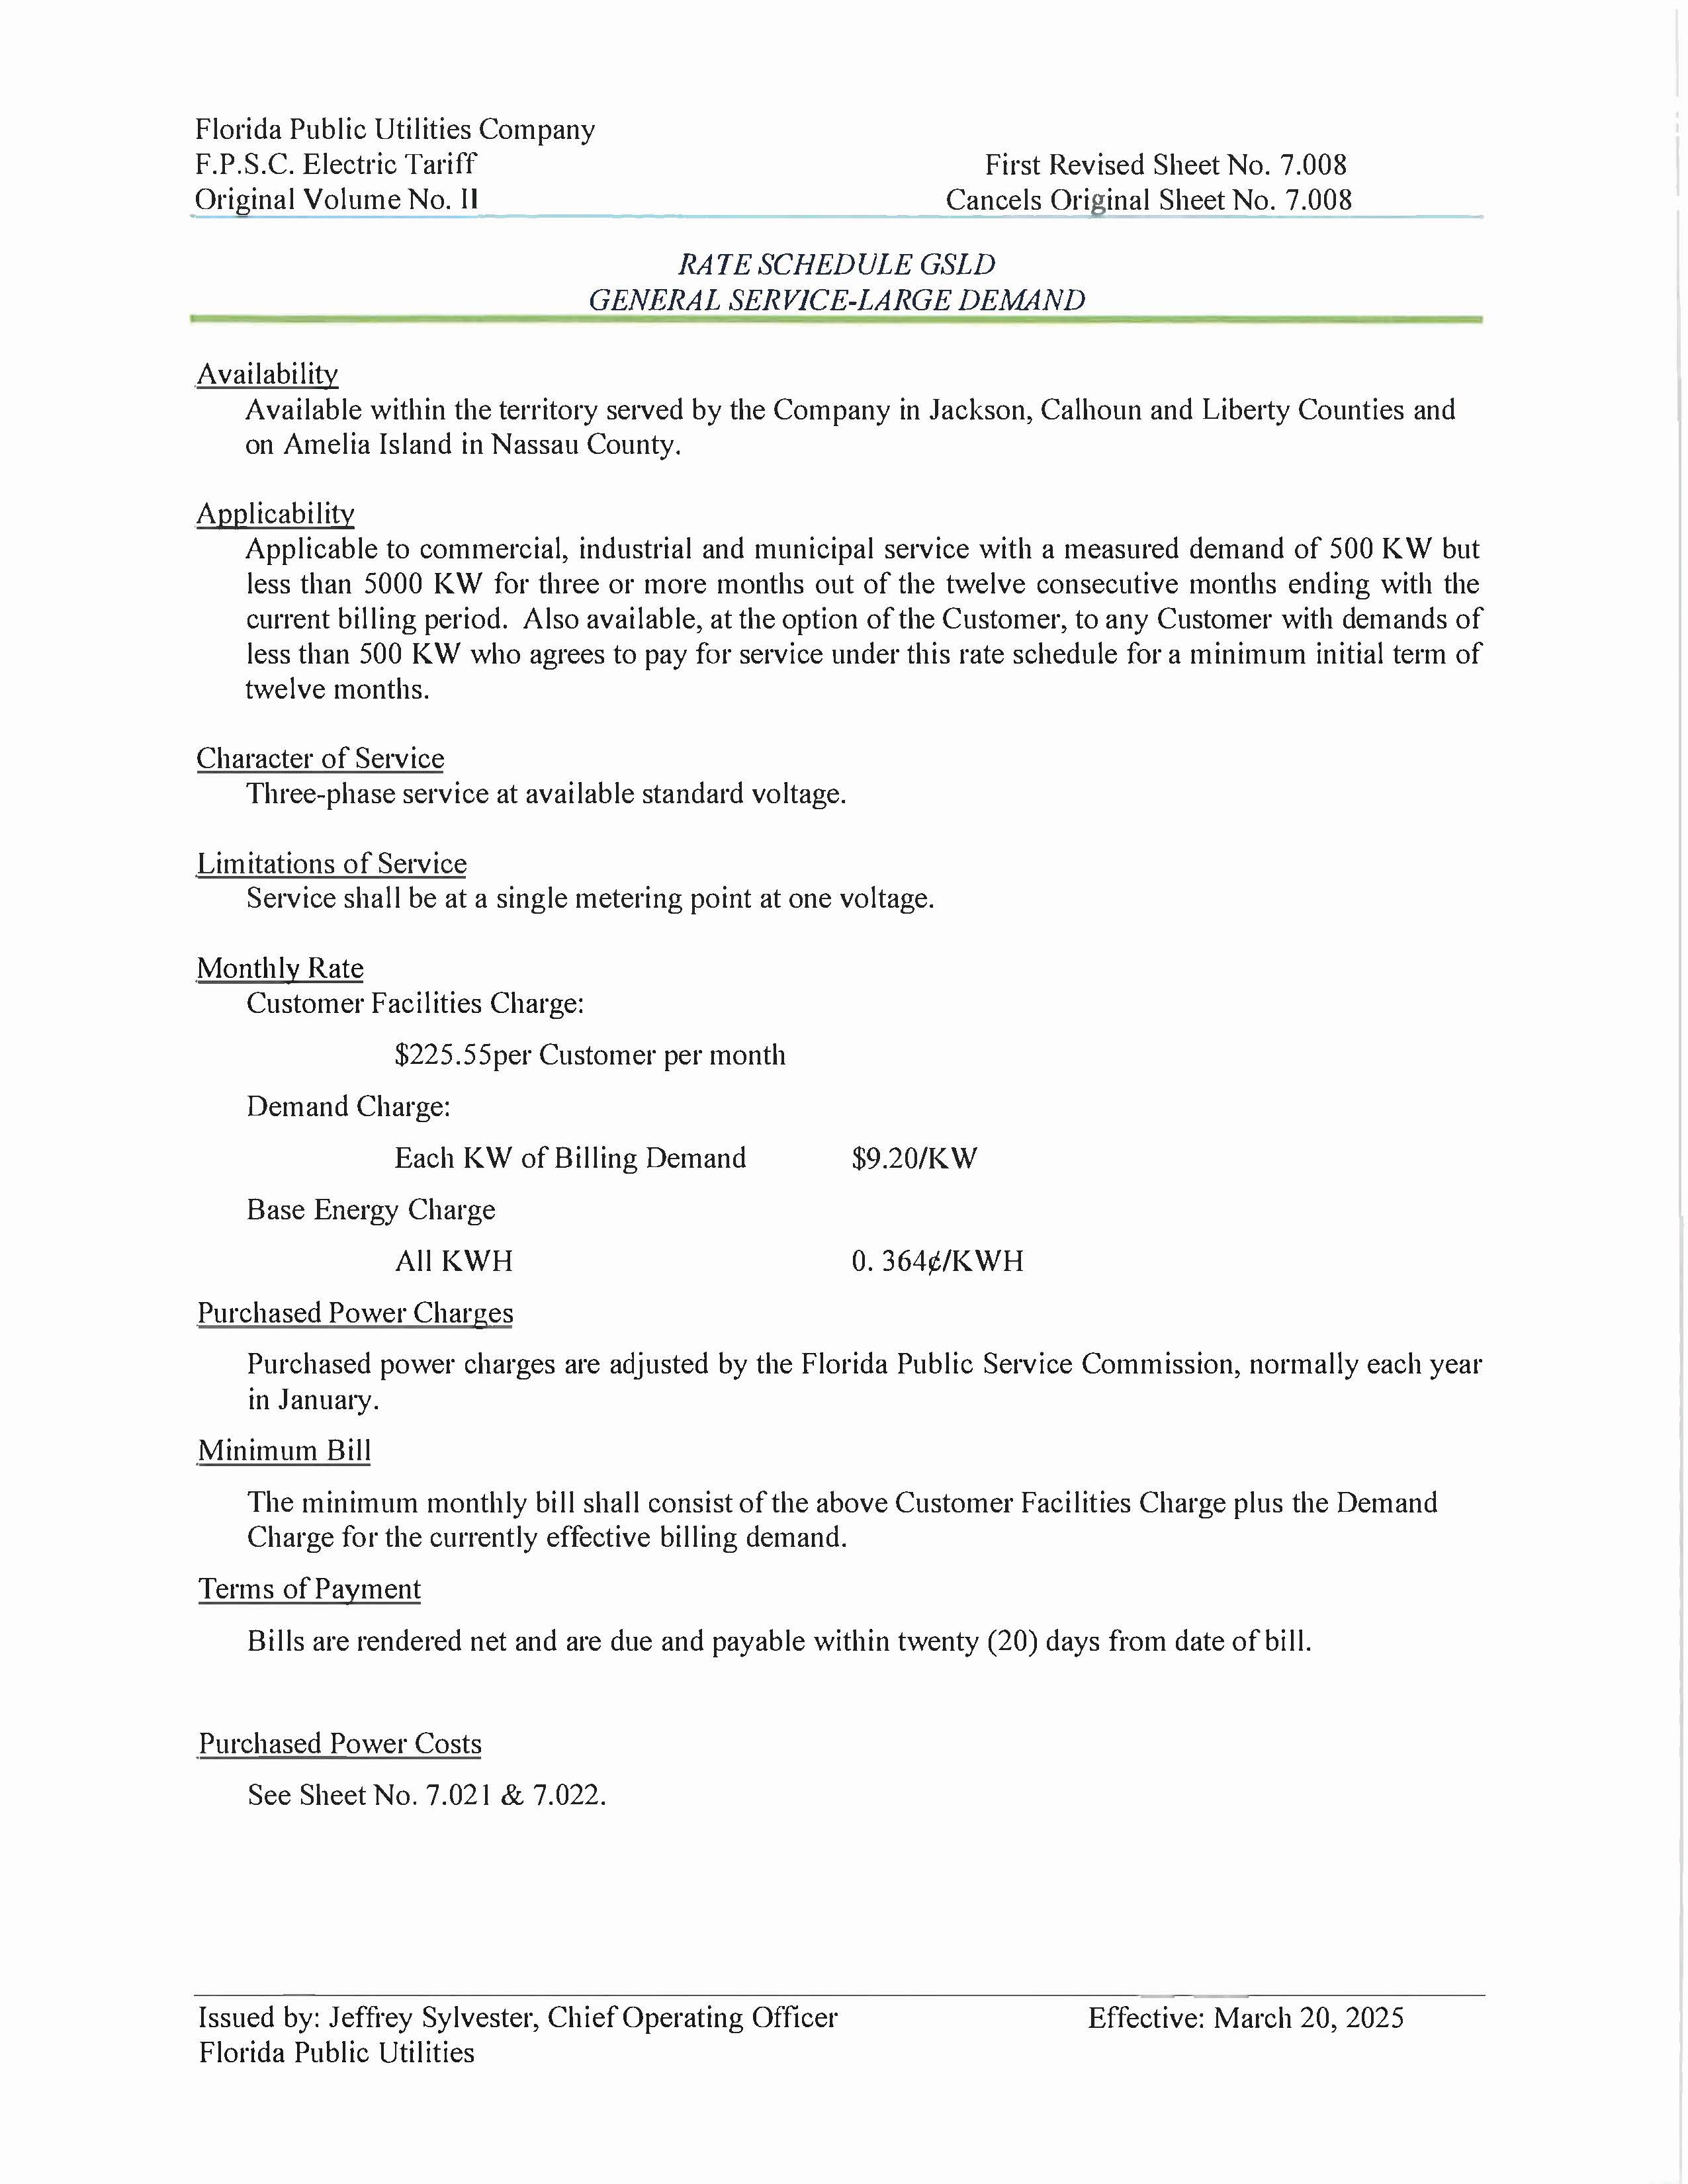 Florida Public Utilities Company
F.P.S.C. Electric Tariff
First Revised Sheet No. 7.008
Original Volume No. II
Cancels Original Sheet No. 7.008
RATE SCHEDULE GSLD
GENERAL SERVICE-LARGE DEMAND
Availability
Available within the territory served by the Company in Jackson, Calhoun and Liberty Counties and
on Amelia Island in Nassau County.
Applicability
Applicable to commercial, industrial and municipal service with a measured demand of 500 KW but
less than 5000 KW for three or more months out of the twelve consecutive months ending with the
current billing period. Also available, at the option of the Customer, to any Customer with demands of
less than 500 KW who agrees to pay for service under this rate schedule for a minimum initial term of
twelve months.
Character of Service
Three-phase service at available standard voltage.
Limitations of Service
Service shall be at a single metering point at one voltage.
Monthly Rate
Customer Facilities Charge:
$225.55per Customer per month
Demand Charge:
Each KW of Billing Demand $9.20/KW
Base Energy Charge
All KWH 0. 364¢/KWH
Purchased Power Charges
Purchased power charges are adjusted by the Florida Public Service Commission, normally each year
in January.
Minimum Bill
The minimum monthly bill shall consist of the above Customer Facilities Charge plus the Demand
Charge for the currently effective billing demand.
Terms of Payment
Bills are rendered net and are due and payable within twenty (20) days from date of bill.
Purchased Power Costs
See Sheet No. 7.021 & 7.022.
Issued by: Jeffrey Sylvester, Chief Operating Officer
Effective: March 20, 2025
Florida Public Utilities